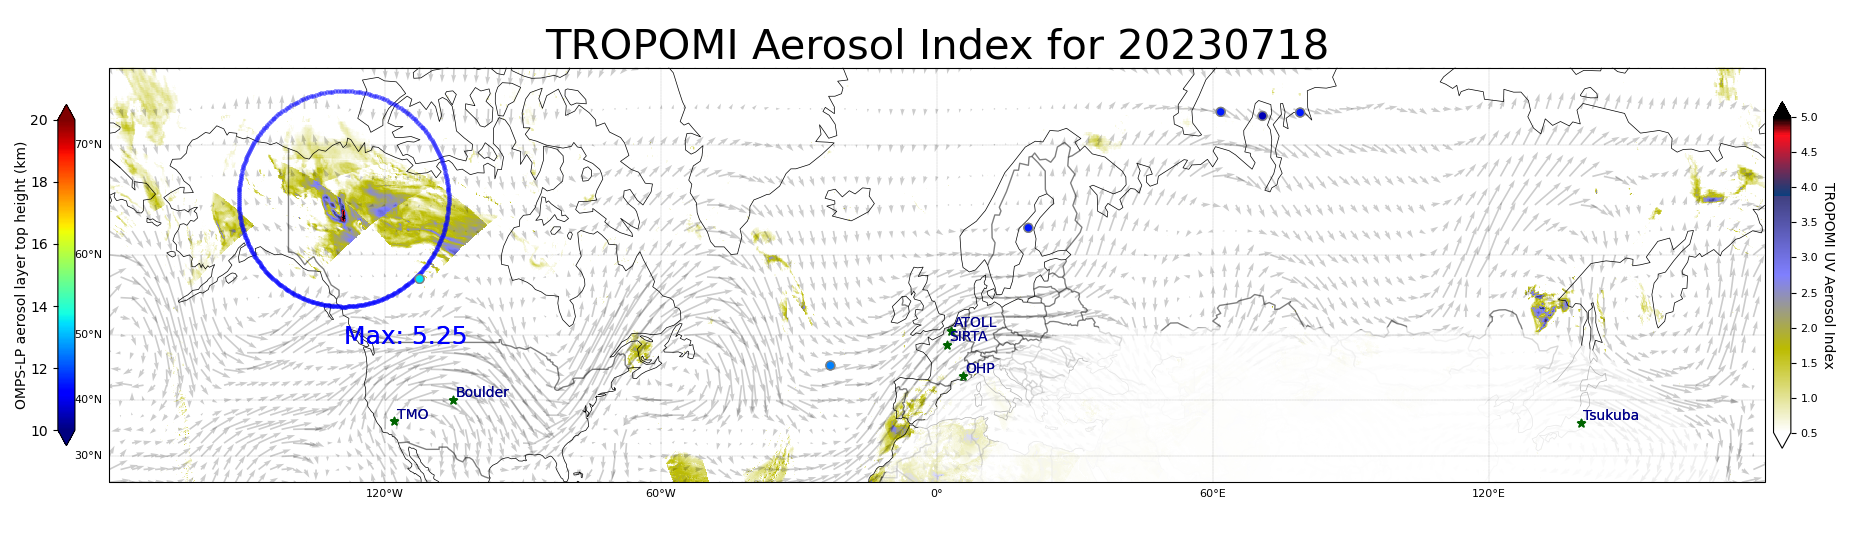 TROPOMI Aerosol Index for 20230718
OMPS-LP aerosol layer top height (km)
20
18
16
14
12
10
70°N
60°N
50°N
40°N
30°N
120°W
60°W
0°
60°E
120°E
Max: 5.25
TMO
Boulder
ATOLL
SIRTA
OHP
Tsukuba
5.0
4.5
4.0
3.5
3.0
2.5
2.0
1.5
1.0
0.5
TROPOMI UV Aerosol Index